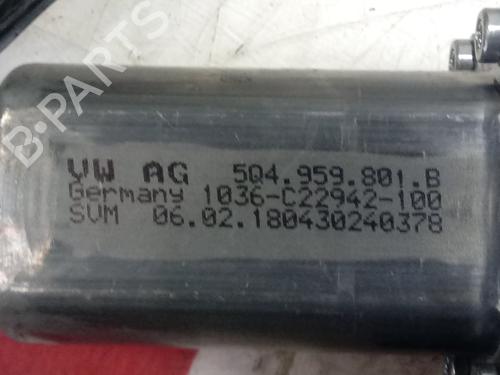 B-PARTS
VW AG 5Q4.959.801.B
Germany 1036-C22942-100
SVM 06.02.180430240378